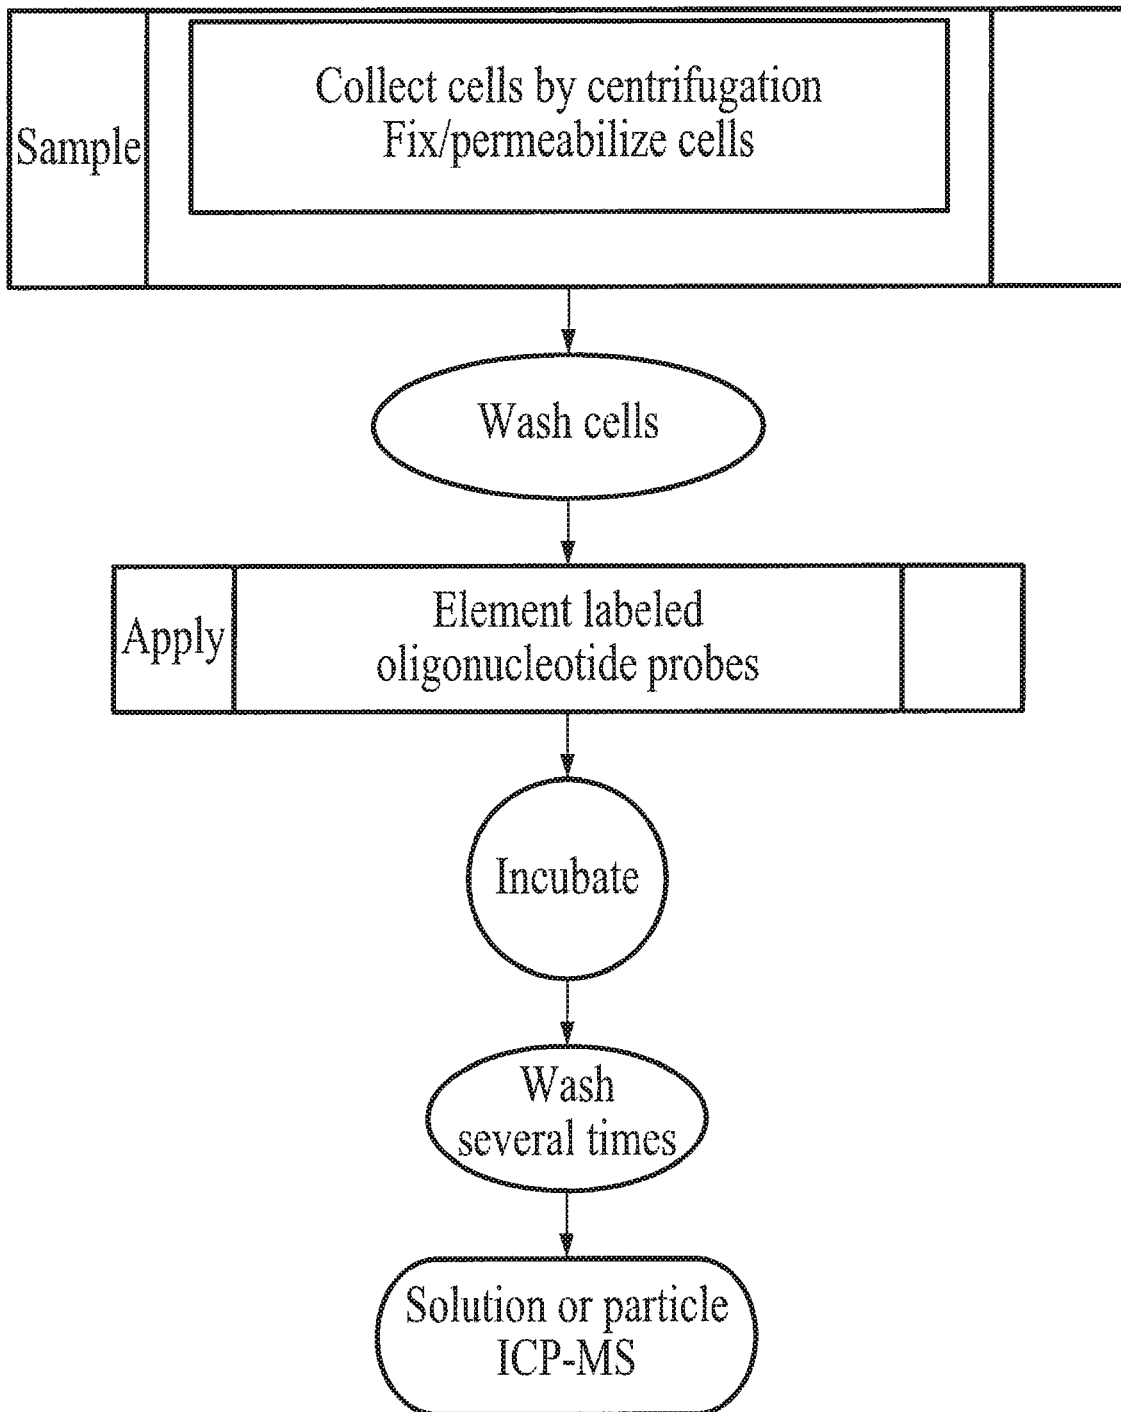 Sample
Collect cells by centrifugation
Fix/permeabilize cells
Wash cells
Apply
Element labeled
oligonucleotide probes
Incubate
Wash
several times
Solution or particle
ICP-MS